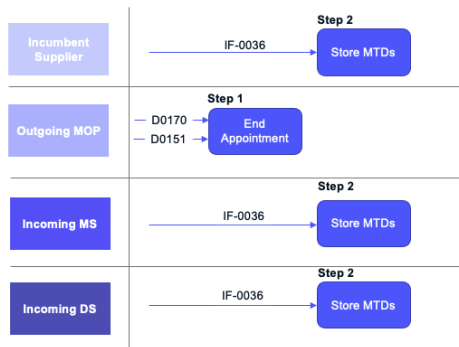 Step 2
Incumbent
Supplier
IF-0036
Store MTDs
Step 1
Outgoing MOP
D0170
D0151
End
Appointment
Step 2
Incoming MS
IF-0036
Store MTDs
Step 2
Incoming DS
IF-0036
Store MTDs